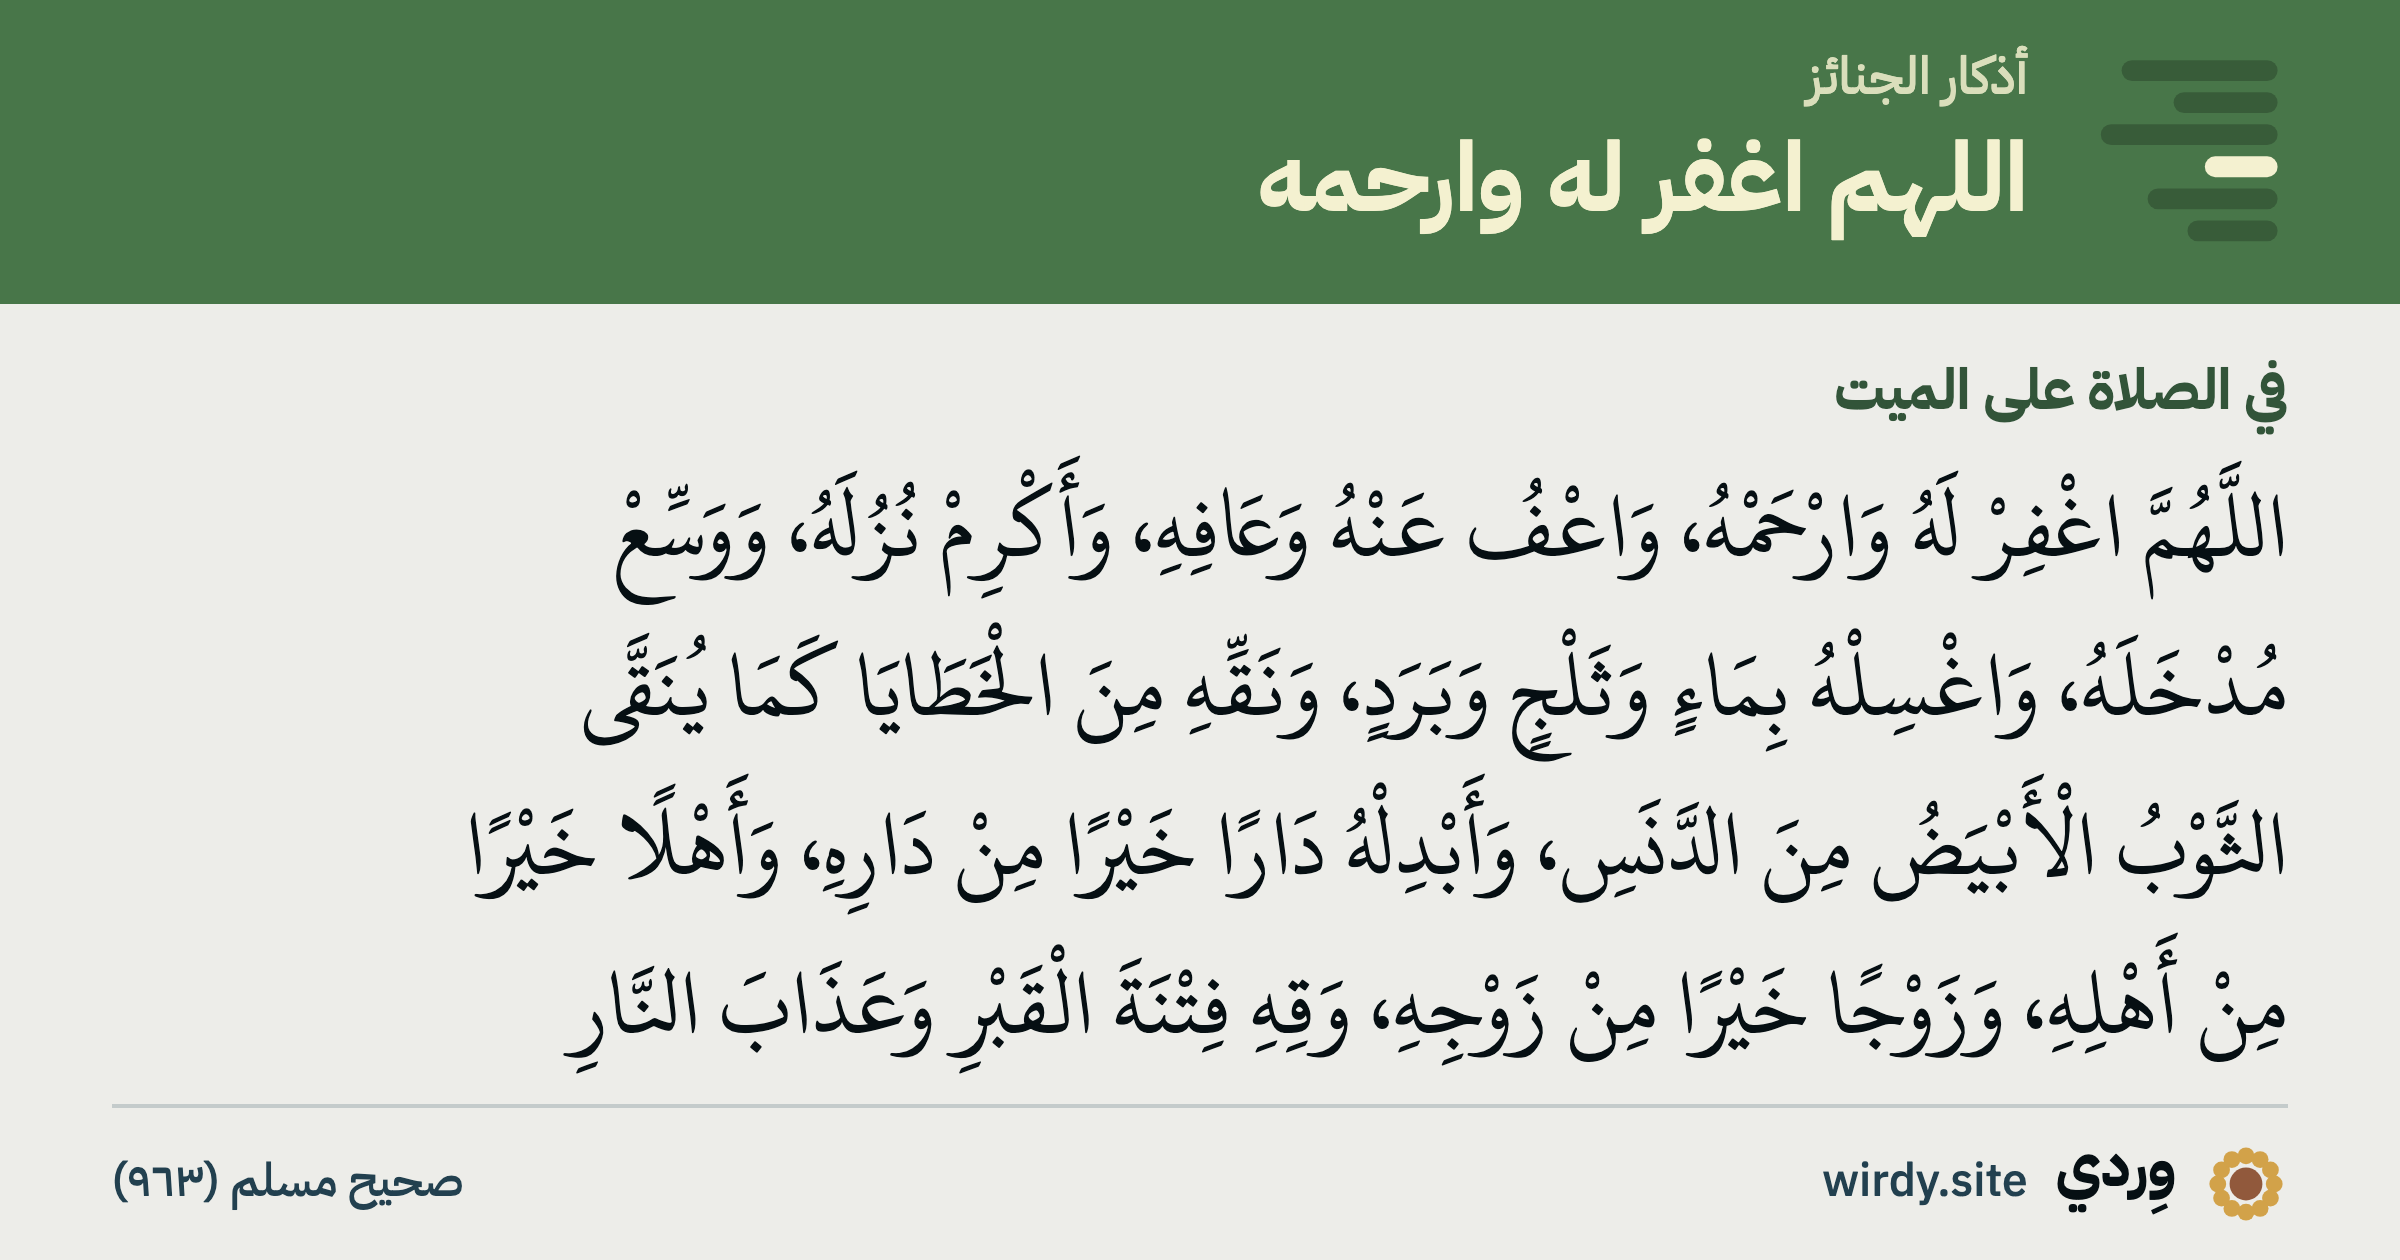 أذكار الجنائز
اللهم اغفر له وارحمه
في الصلاة على الميت
اللَّهُمَّ اغْفِرْ لَهُ وَارْحَمْهُ، وَاعْفُ عَنْهُ وَعَافِهِ، وَأَكْرِمْ نُزُلَهُ، وَوَسِّعْ
مُدْخَلَهُ، وَاغْسِلْهُ بِمَاءٍ وَثَلْجٍ وَبَرَدٍ، وَنَقِّهِ مِنَ الْخَطَايَا كَمَا يُنَقَّى
الثَّوْبُ الْأَبْيَضُ مِنَ الدَّنَسِ، وَأَبْدِلْهُ دَارًا خَيْرًا مِنْ دَارِهِ، وَأَهْلًا خَيْرًا
مِنْ أَهْلِهِ، وَزَوْجًا خَيْرًا مِنْ زَوْجِهِ، وَقِهِ فِتْنَةَ الْقَبْرِ وَعَذَابَ النَّارِ
وِردي wirdy.site
صحيح مسلم (٩٦٣)